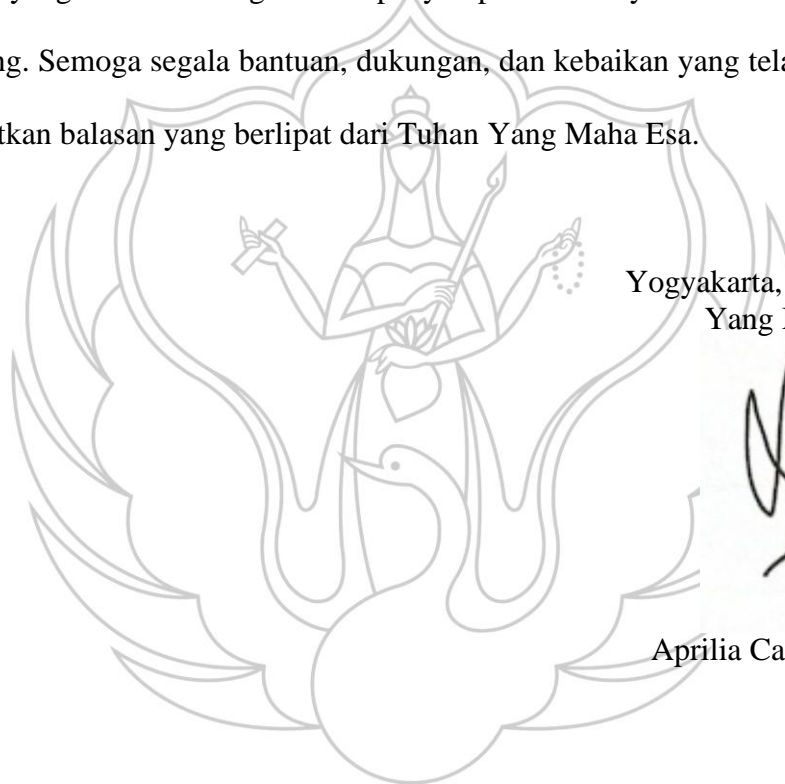 ng. Semoga segala bantuan, dukungan, dan kebaikan yang tela
tkan balasan yang berlipat dari Tuhan Yang Maha Esa.
Yogyakarta,
Yang
Aprilia Ca